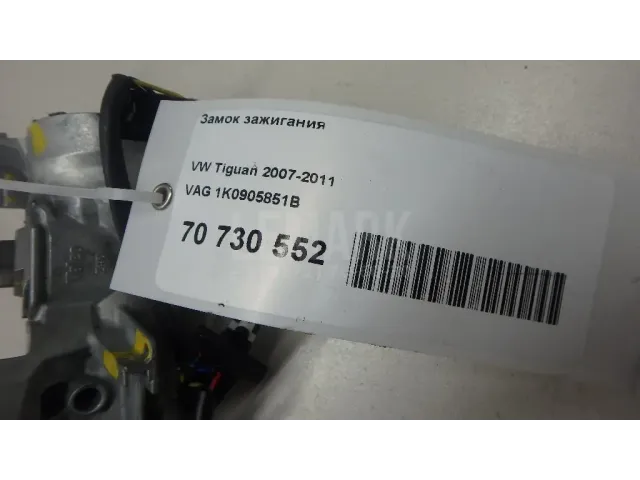 Замок зажигания
VW Tiguan 2007-2011
VAG 1K0905851B
70 730 552